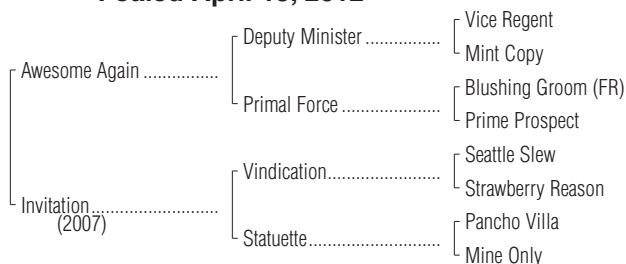 Foaled April 2012
Vice Regent
Deputy Minister ................
Mint Copy
Awesome Again ................
Blushing Groom (FR)
Primal Force .....................
Prime Prospect
Seattle Slew
Vindication........................
Strawberry Reason
Invitation...........................
(2007)
Pancho Villa
Statuette............................
Mine Only